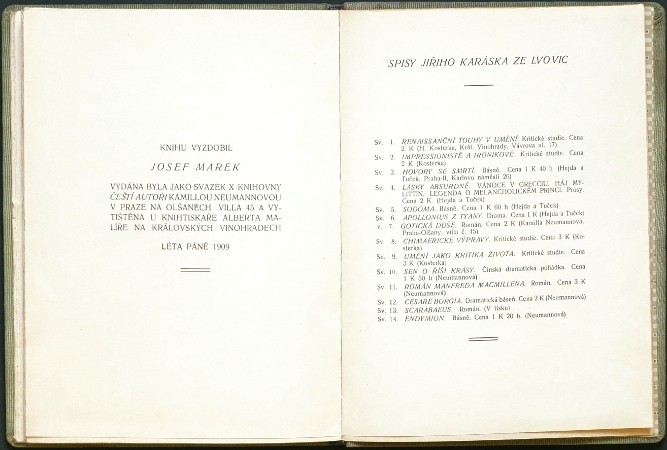 KNIHU VYZDOBIL
JOSEF MAREK
VYDÁNA BYLA JAKO SVAZEK X KNIHOVNY
ČEŠTÍ AUTOŘI KAMILLOU NEUMANNOVOU
V PRAZE NA OLŠANECH VILLA 45 A VY-
TIŠTĚNA U KNIHTISKAŘE ALBERTA MA-
LÍŘE NA KRÁLOVSKÝCH VINOHRADECH
LÉTA PÁNĚ 1909
SPISY JIŘÍHO KARÁSKA ZE LVOVIC
Sv. 1. RENAISSANČNÍ TOUHY V UMĚNÍ. Kritické studie. Cena
2 K (H. Kosterka, Král. Vinohrady, Vávrova ul. 17)
Sv. 2. IMPRESSIONISTÉ A IRONIKOVÉ. Kritické studie. Cena
2 K (Kosterka)
Sv. 3. HOVORY SE SMRTÍ. Básně. Cena 1 K 40 h (Hejda a
Tuček, Praha-II, Karlovo náměstí 26)
Sv. 4. LÁSKY ABSURDNÉ. VÁNOCE V GRECCIU. HÁJ MY-
LITTIN. LEGENDA O MELANCHOLICKÉM PRINCI. Prósy.
Cena 2 K (Hejda a Tuček)
Sv. 5. SODOMA. Básně. Cena 1 K 60 h (Hejda a Tuček)
Sv. 6. APOLLONIUS Z TYANY. Drama. Cena 1 K (Hejda a Tuček)
v. 7. GOTICKÁ DUŠE. Román. Cena 2 K (Kamilla Neumannová,
Praha-Olšany, villa č. 45)
Sv. 8. CHIMAERICKÉ VÝPRAVY. Kritické studie. Cena 3 K (Ko-
sterka)
Sv. 9. UMĚNÍ JAKO KRITIKA ŽIVOTA. Kritické studie. Cena
3 K (Kosterka)
Sv. 10. SEN O ŘÍŠI KRÁSY. Čínská dramatická pohádka. Cena
1 K 50 h (Neumannová)
Sv. 11. ROMÁN MANFREDA MACMILLENA. Román. Cena 3 K
(Neumannová)
Sv. 12. CESARE BORGIA. Dramatická báseň. Cena 2 K (Neumannová)
Sv. 13. SCARABAEUS. Román. (V tisku)
Sv. 14. ENDYMION. Básně. Cena 1 K 20 h. (Neumannová)